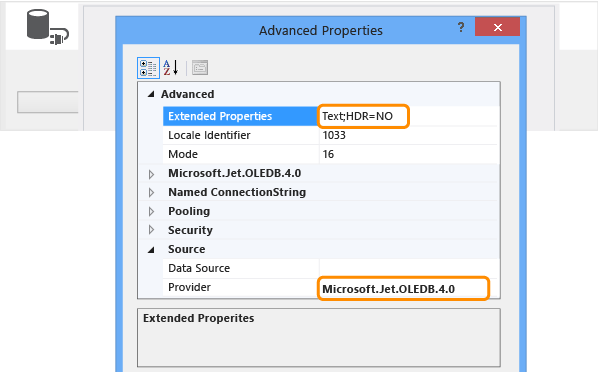 Advanced Properties
?
Advanced
Extended Properties Text;HDR=NO
Locale Identifier 1033
Mode 16
Microsoft.Jet.OLEDB.4.0
Named ConnectionString
Pooling
Security
Source
Data Source
Provider Microsoft.Jet.OLEDB.4.0
Extended Properites